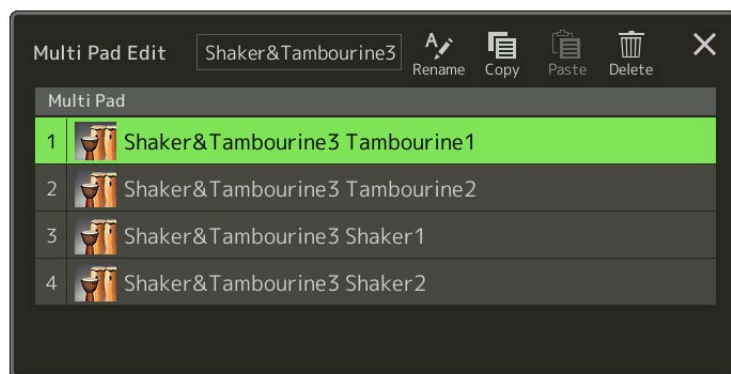 Multi Pad Edit Shaker&Tambourine3 Rename Copy Paste Delete
Multi Pad
1 Shaker&Tambourine3 Tambourine1
2 Shaker&Tambourine3 Tambourine2
3 Shaker&Tambourine3 Shaker1
4 Shaker&Tambourine3 Shaker2